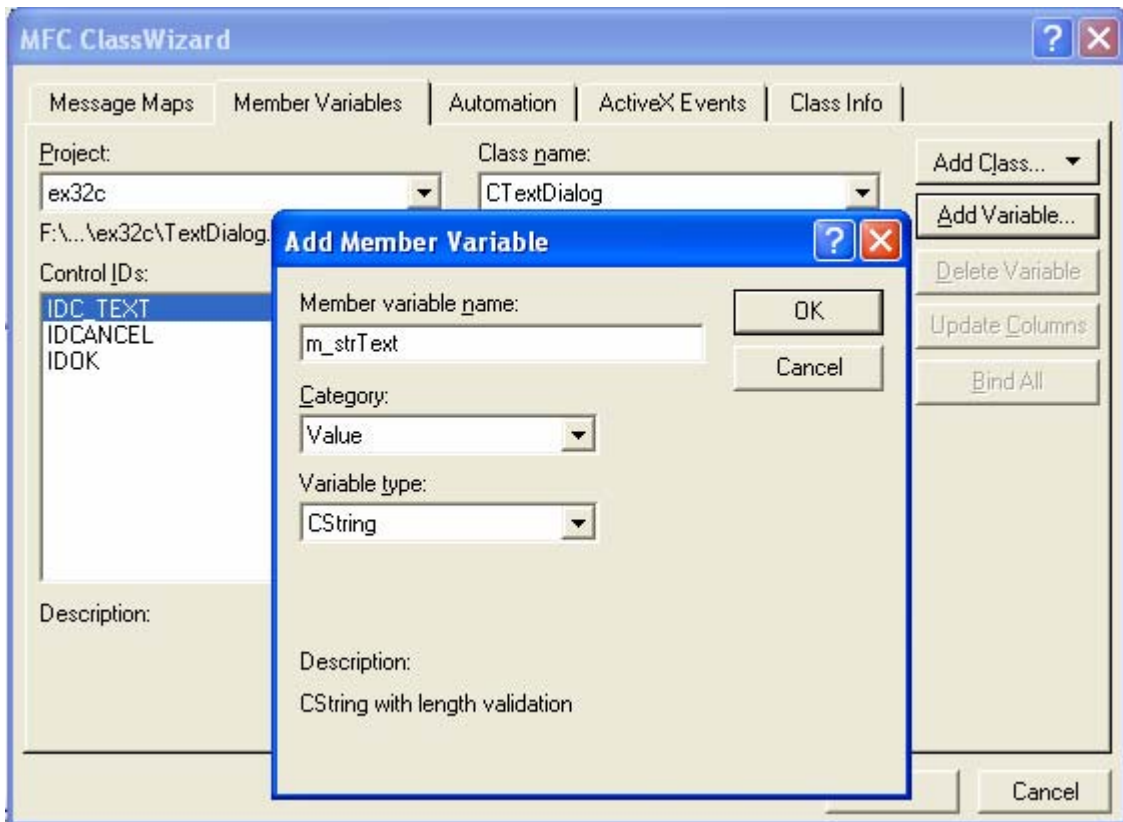 MFC ClassWizard
Message Maps
Member Variables
Automation
ActiveX Events
Class Info
Project:
Class name:
Add Class...
ex32c
CTextDialog
Add Variable...
F:\...\ex32c\TextDialog.
Delete Variable
Control IDs:
Update Columns
IDC_TEXT
IDCANCEL
IDOK
Bind All
Description:
Cancel
Add Member Variable
Member variable name:
OK
m_strText
Cancel
Category:
Value
Variable type:
CString
Description:
CString with length validation